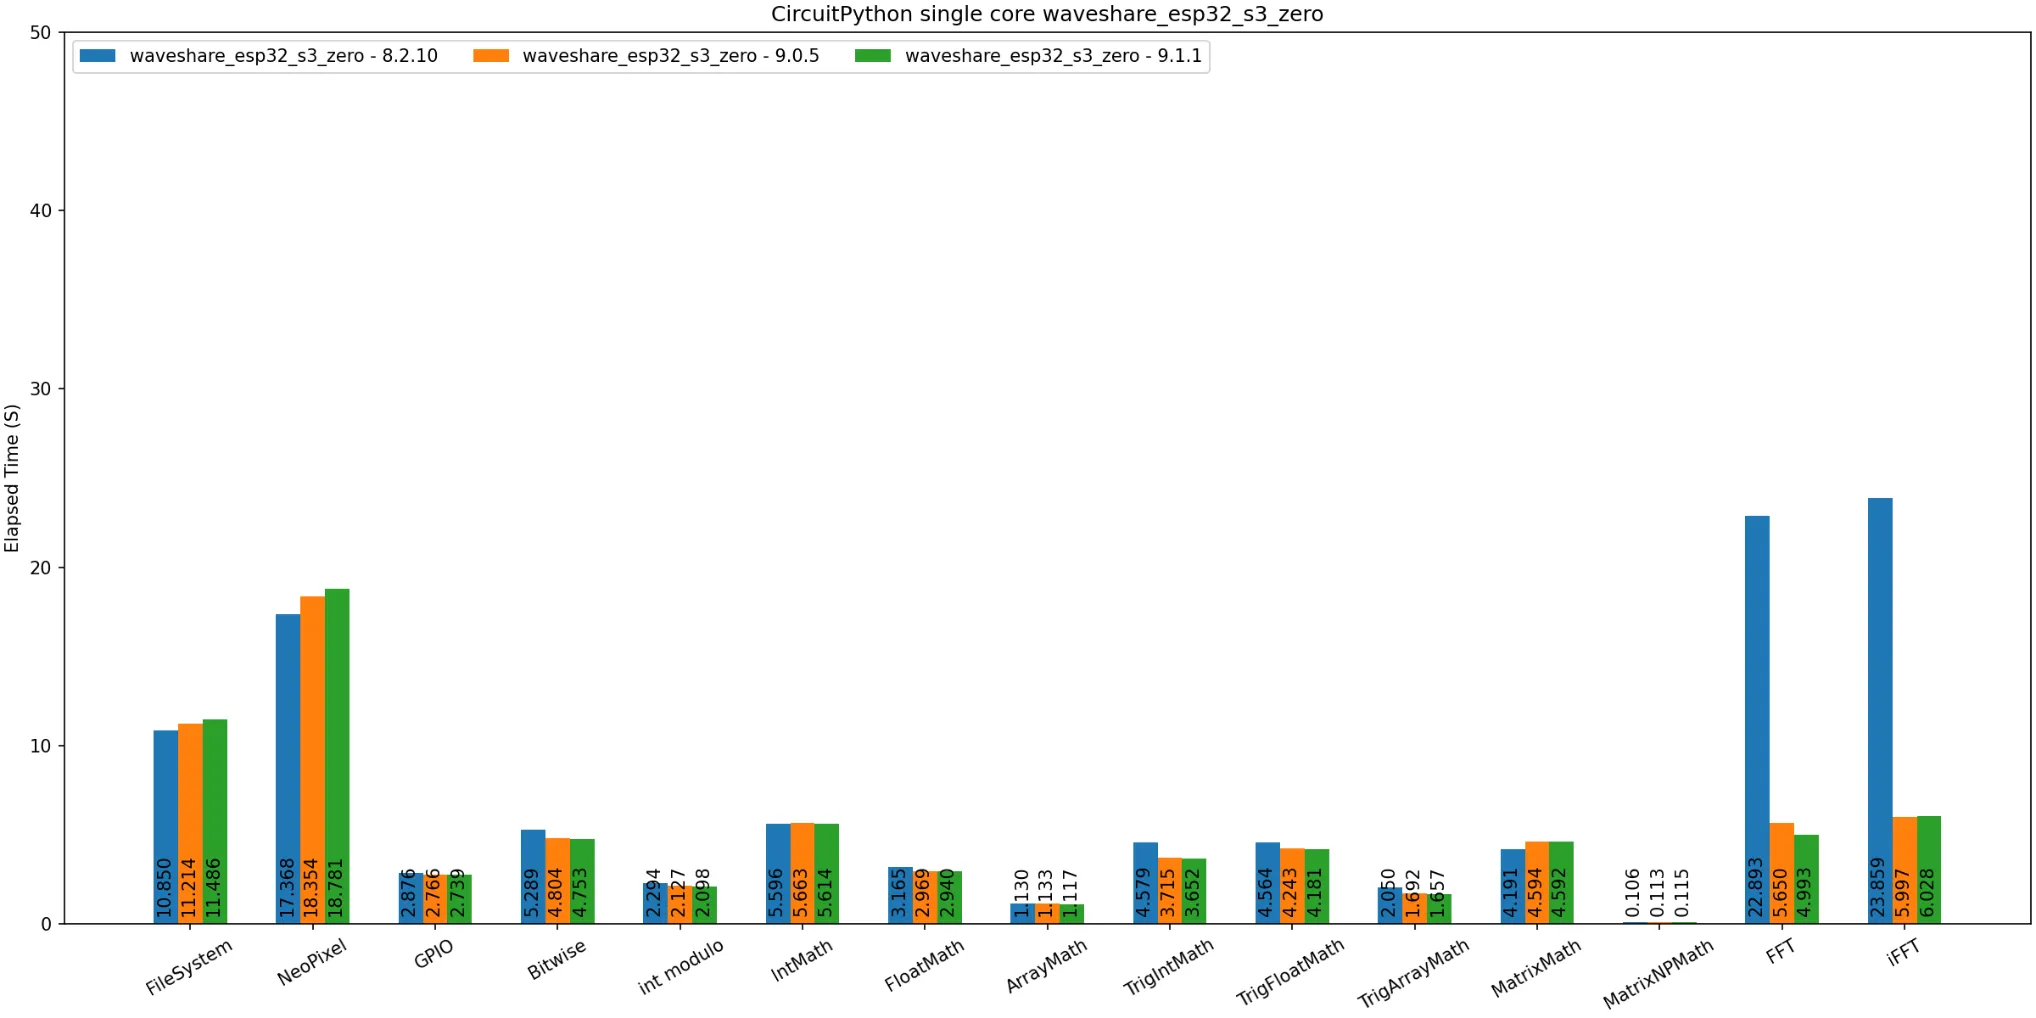 CircuitPython single core waveshare_esp32_s3_zero
waveshare_esp32_s3_zero - 8.2.10
waveshare_esp32_s3_zero - 9.0.5
waveshare_esp32_s3_zero - 9.1.1
Elapsed Time (S)
50
40
30
20
10
0
10.850
11.214
11.486
17.368
18.354
18.781
2.876
2.766
2.739
5.289
4.804
4.753
2.294
2.127
2.098
5.596
5.663
5.614
3.165
2.969
2.940
1.130
1.133
1.117
4.579
3.715
3.652
4.564
4.243
4.181
2.050
1.692
1.657
4.191
4.594
4.592
0.106
0.113
0.115
22.893
5.650
4.993
23.859
5.997
6.028
FileSystem
NeoPixel
GPIO
Bitwise
int modulo
IntMath
FloatMath
ArrayMath
TrigIntMath
TrigFloatMath
TrigArrayMath
MatrixMath
MatrixNPMath
FFT
iFFT